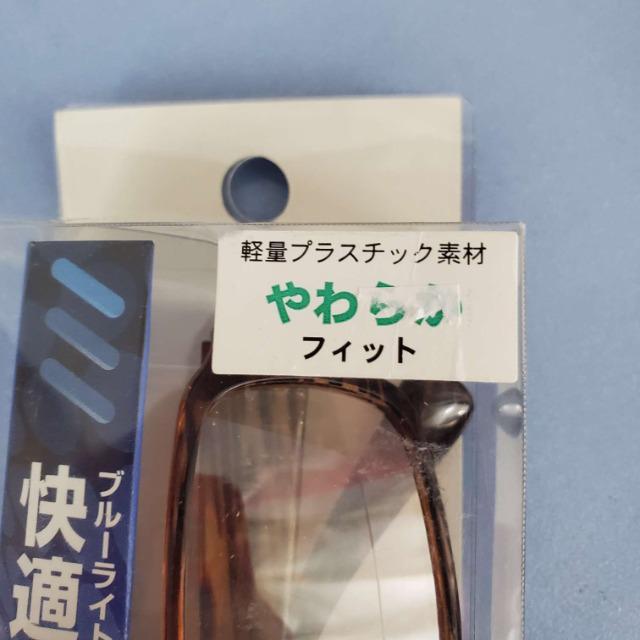 軽量プラスチック素材
やわらか
フィット
ブルーライト
快適